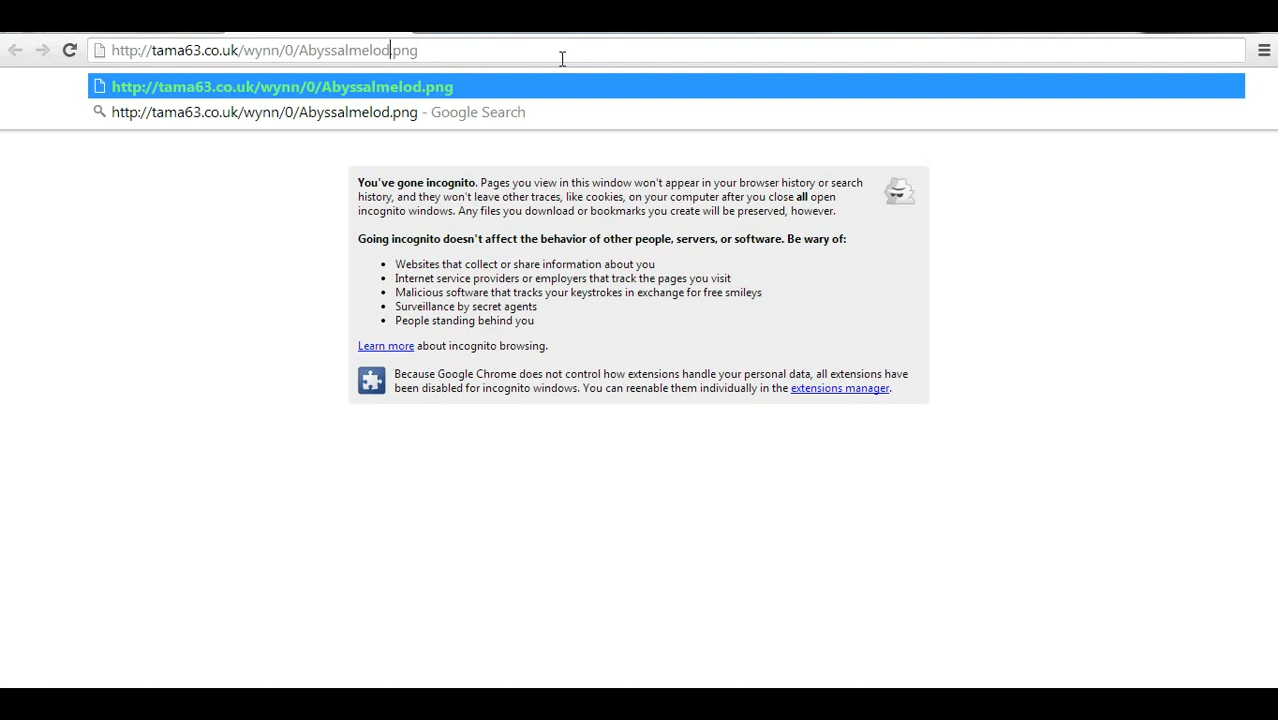 http://tama63.co.uk/wynn/0/Abyssalmelod.png
http://tama63.co.uk/wynn/0/Abyssalmelod.png
http://tama63.co.uk/wynn/0/Abyssalmelod.png - Google Search
You've gone incognito. Pages you view in this window won't appear in your browser history or search
history, and they won't leave other traces, like cookies, on your computer after you close all open
incognito windows. Any files you download or bookmarks you create will be preserved, however.
Going incognito doesn't affect the behavior of other people, servers, or software. Be wary of:
• Websites that collect or share information about you
• Internet service providers or employers that track the pages you visit
• Malicious software that tracks your keystrokes in exchange for free smileys
• Surveillance by secret agents
• People standing behind you
Learn more about incognito browsing.
Because Google Chrome does not control how extensions handle your personal data, all extensions have
been disabled for incognito windows. You can reenable them individually in the extensions manager.